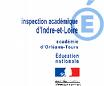 inspection académique
d'Indre-et-Loire
académie
d'Orléans-Tours
Éducation
nationale